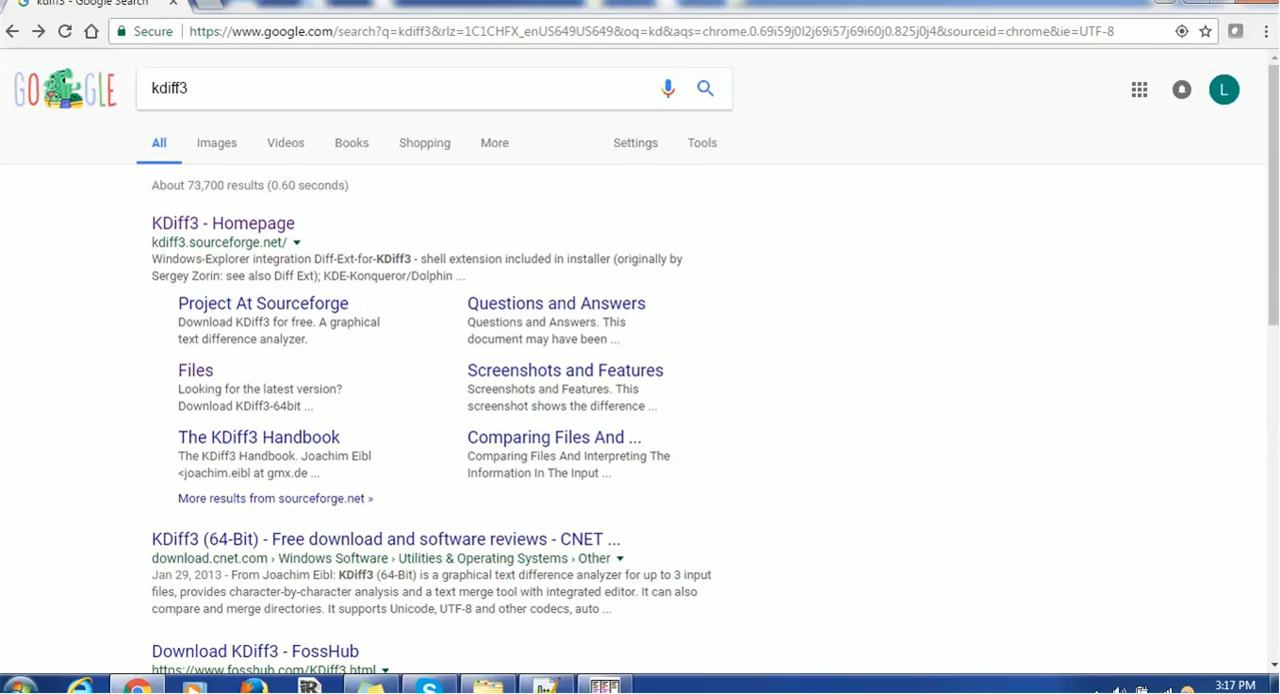 kdiff3 - Google Search
Secure https://www.google.com/search?q=kdiff3&rlz=1C1CHFX_enUS649US649&oq=kd&aqs=chrome.0.69i59j0l2j69i57j69i60j0.825j0j4&sourceid=chrome&ie=UTF-8
GO GLE
kdiff3
L
All Images Videos Books Shopping More Settings Tools
About 73,700 results (0.60 seconds)
KDiff3 - Homepage
kdiff3.sourceforge.net/
Windows-Explorer integration Diff-Ext-for-KDiff3 - shell extension included in installer (originally by
Sergey Zorin: see also Diff Ext); KDE-Konqueror/Dolphin ...
Project At Sourceforge
Download KDiff3 for free. A graphical
text difference analyzer.
Questions and Answers
Questions and Answers. This
document may have been ...
Files
Looking for the latest version?
Download KDiff3-64bit ...
Screenshots and Features
Screenshots and Features. This
screenshot shows the difference ...
The KDiff3 Handbook
The KDiff3 Handbook. Joachim Eibl
<joachim.eibl at gmx.de ...
Comparing Files And ...
Comparing Files And Interpreting The
Information In The Input ...
More results from sourceforge.net »
KDiff3 (64-Bit) - Free download and software reviews - CNET ...
download.cnet.com › Windows Software › Utilities & Operating Systems › Other
Jan 29, 2013 - From Joachim Eibl: KDiff3 (64-Bit) is a graphical text difference analyzer for up to 3 input
files, provides character-by-character analysis and a text merge tool with integrated editor. It can also
compare and merge directories. It supports Unicode, UTF-8 and other codecs, auto ...
Download KDiff3 - FossHub
https://www.fosshub.com/KDiff3.html
3:17 PM